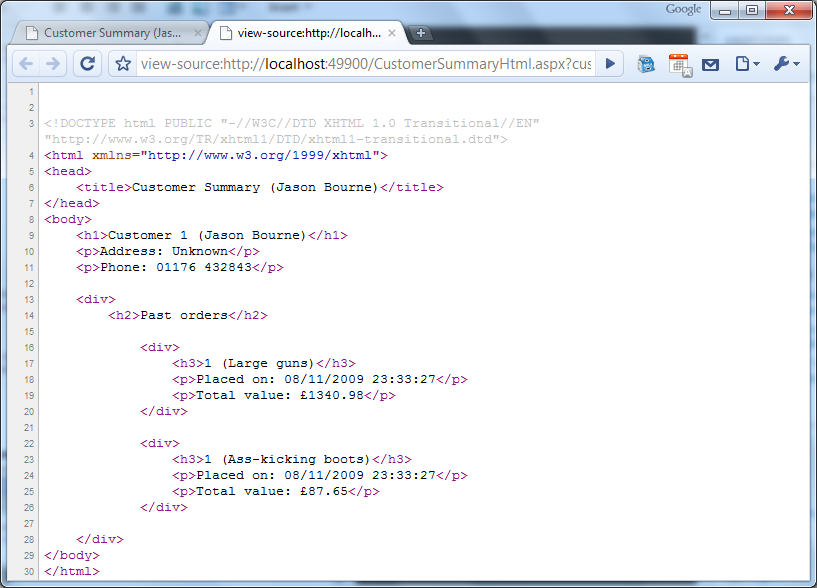 Google
Customer Summary (Jas...
view-source:http://localh...
view-source:http://localhost:49900/CustomerSummaryHtml.aspx?cus
1
2
3 <!DOCTYPE html PUBLIC "-//W3C//DTD XHTML 1.0 Transitional//EN"
"http://www.w3.org/TR/xhtml1/DTD/xhtml1-transitional.dtd">
4 <html xmlns="http://www.w3.org/1999/xhtml">
5 <head>
6 <title>Customer Summary (Jason Bourne)</title>
7 </head>
8 <body>
9 <h1>Customer 1 (Jason Bourne)</h1>
10 <p>Address: Unknown</p>
11 <p>Phone: 01176 432843</p>
12
13 <div>
14 <h2>Past orders</h2>
15
16 <div>
17 <h3>1 (Large guns)</h3>
18 <p>Placed on: 08/11/2009 23:33:27</p>
19 <p>Total value: £1340.98</p>
20 </div>
21
22 <div>
23 <h3>1 (Ass-kicking boots)</h3>
24 <p>Placed on: 08/11/2009 23:33:27</p>
25 <p>Total value: £87.65</p>
26 </div>
27
28 </div>
29 </body>
30 </html>